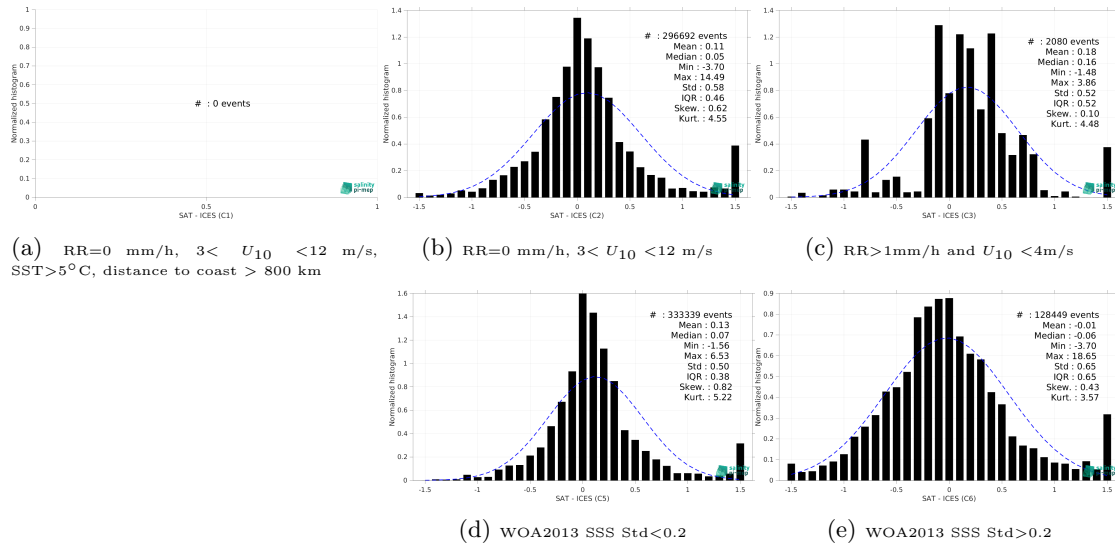 1
0.9
0.8
0.7
0.6
0.5
0.4
0.3
0.2
0.1
0
Normalized histogram
# : 0 events
salinity
pi-mep
0 0.5 1
SAT - ICES (C1)
(a) RR=0 mm/h, 3< U10 <12 m/s,
SST>5°C, distance to coast > 800 km
1.4
1.2
1
0.8
0.6
0.4
0.2
0
Normalized histogram
# : 296692 events
Mean : 0.11
Median : 0.05
Min : -3.70
Max : 14.49
Std : 0.58
IQR : 0.46
Skew. : 0.62
Kurt. : 4.55
salinity
pi-mep
-1.5 -1 -0.5 0 0.5 1 1.5
SAT - ICES (C2)
(b) RR=0 mm/h, 3< U10 <12 m/s
1.4
1.2
1
0.8
0.6
0.4
0.2
0
Normalized histogram
# : 2080 events
Mean : 0.18
Median : 0.16
Min : -1.48
Max : 3.86
Std : 0.52
IQR : 0.52
Skew. : 0.10
Kurt. : 4.48
salinity
pi-mep
-1.5 -1 -0.5 0 0.5 1 1.5
SAT - ICES (C3)
(c) RR>1mm/h and U10 <4m/s
1.6
1.4
1.2
1
0.8
0.6
0.4
0.2
0
Normalized histogram
# : 333339 events
Mean : 0.13
Median : 0.07
Min : -1.56
Max : 6.53
Std : 0.50
IQR : 0.38
Skew. : 0.82
Kurt. : 5.22
salinity
pi-mep
-1.5 -1 -0.5 0 0.5 1 1.5
SAT - ICES (C5)
(d) WOA2013 SSS Std<0.2
0.9
0.8
0.7
0.6
0.5
0.4
0.3
0.2
0.1
0
Normalized histogram
# : 128449 events
Mean : -0.01
Median : -0.06
Min : -3.70
Max : 18.65
Std : 0.65
IQR : 0.65
Skew. : 0.43
Kurt. : 3.57
salinity
pi-mep
-1.5 -1 -0.5 0 0.5 1 1.5
SAT - ICES (C6)
(e) WOA2013 SSS Std>0.2